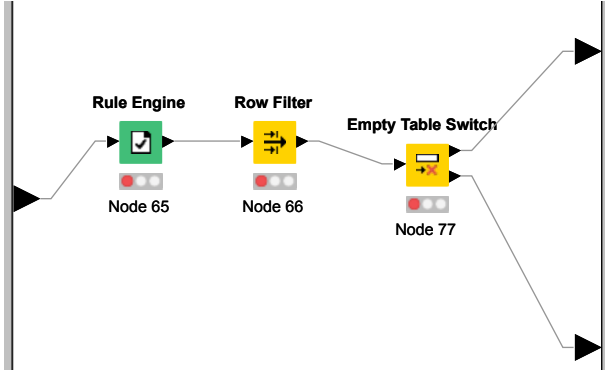 Rule Engine
Row Filter
Empty Table Switch
Node 65
Node 66
Node 77